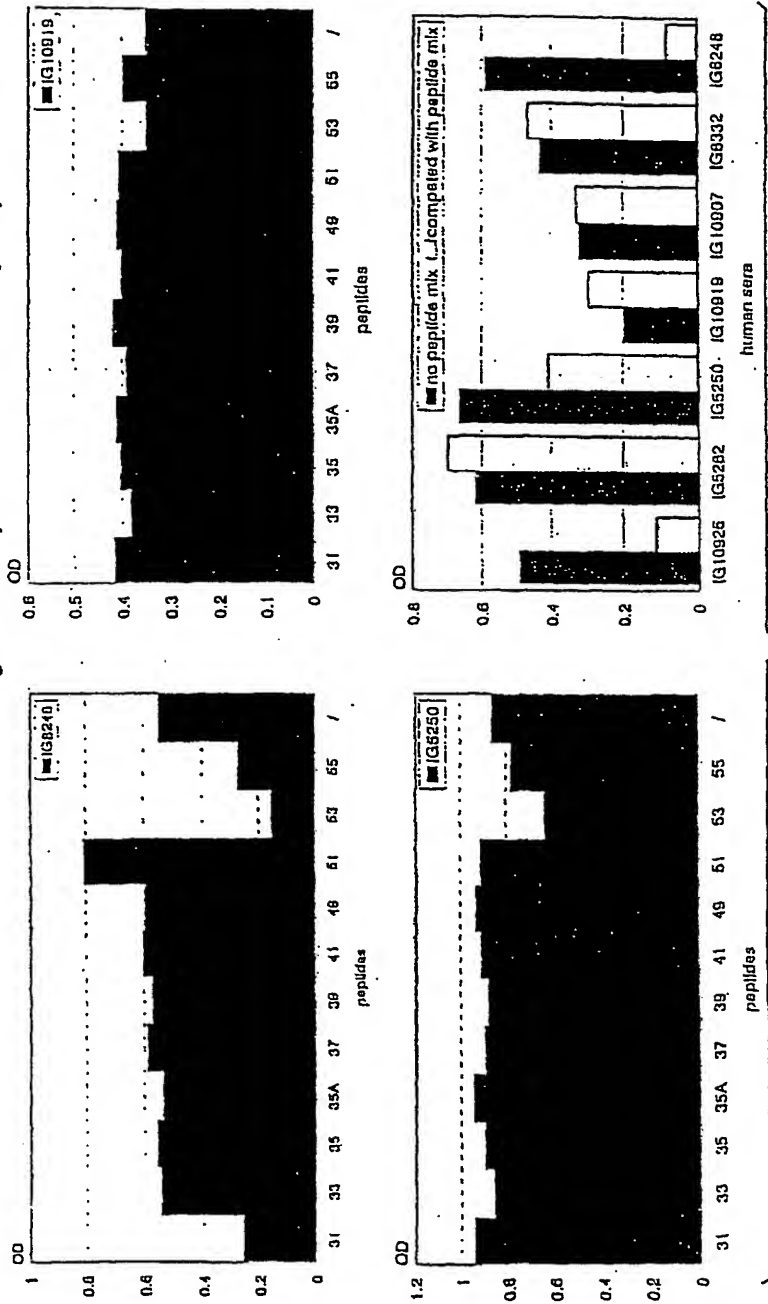 OD
IG8248
1
0.8
0.6
0.4
0.2
0
31 33 35 35A 37 39 41 49 51 53 55 /
peptides
OD
IG10919
0.6
0.5
0.4
0.3
0.2
0.1
0
31 33 35 35A 37 39 41 49 51 53 55 /
peptides
OD
IG5250
1.2
1
0.8
0.6
0.4
0.2
0
31 33 35 35A 37 39 41 49 51 53 55 /
peptides
OD
no peptide mix competed with peptide mix
0.8
0.6
0.4
0.2
0
IG10926 IG5282 IG5250 IG10919 IG10907 IG8332 IG8248
human sera